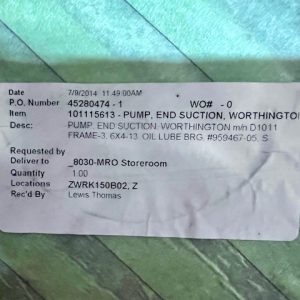 Date 7/9/2014 11:49:00AM
P.O. Number 45280474 - 1 WO# - 0
Item 101115613 - PUMP, END SUCTION, WORTHINGTO
Desc: PUMP, END SUCTION, WORTHINGTON m/n D1011
FRAME-3, 6X4-13 OIL LUBE BRG, #959467-05, S
Requested by
Deliver to _8030-MRO Storeroom
Quantity 1.00
Locations ZWRK150B02, Z
Rec'd By Lewis Thomas